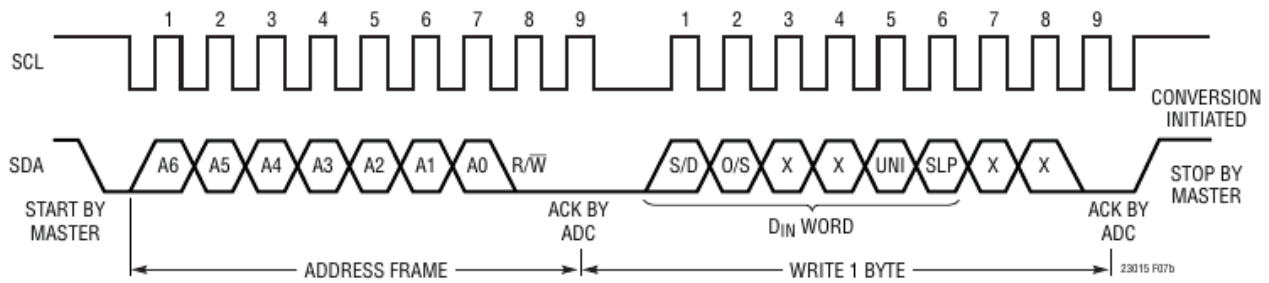 1 2 3 4 5 6 7 8 9 1 2 3 4 5 6 7 8 9
SCL
CONVERSION
INITIATED
SDA A6 A5 A4 A3 A2 A1 A0 R/W̅ S/D O/S X X UNI SLP X X
STOP BY
MASTER
START BY
MASTER
ACK BY
ADC
DIN WORD
ACK BY
ADC
ADDRESS FRAME
WRITE 1 BYTE
23015 F07b